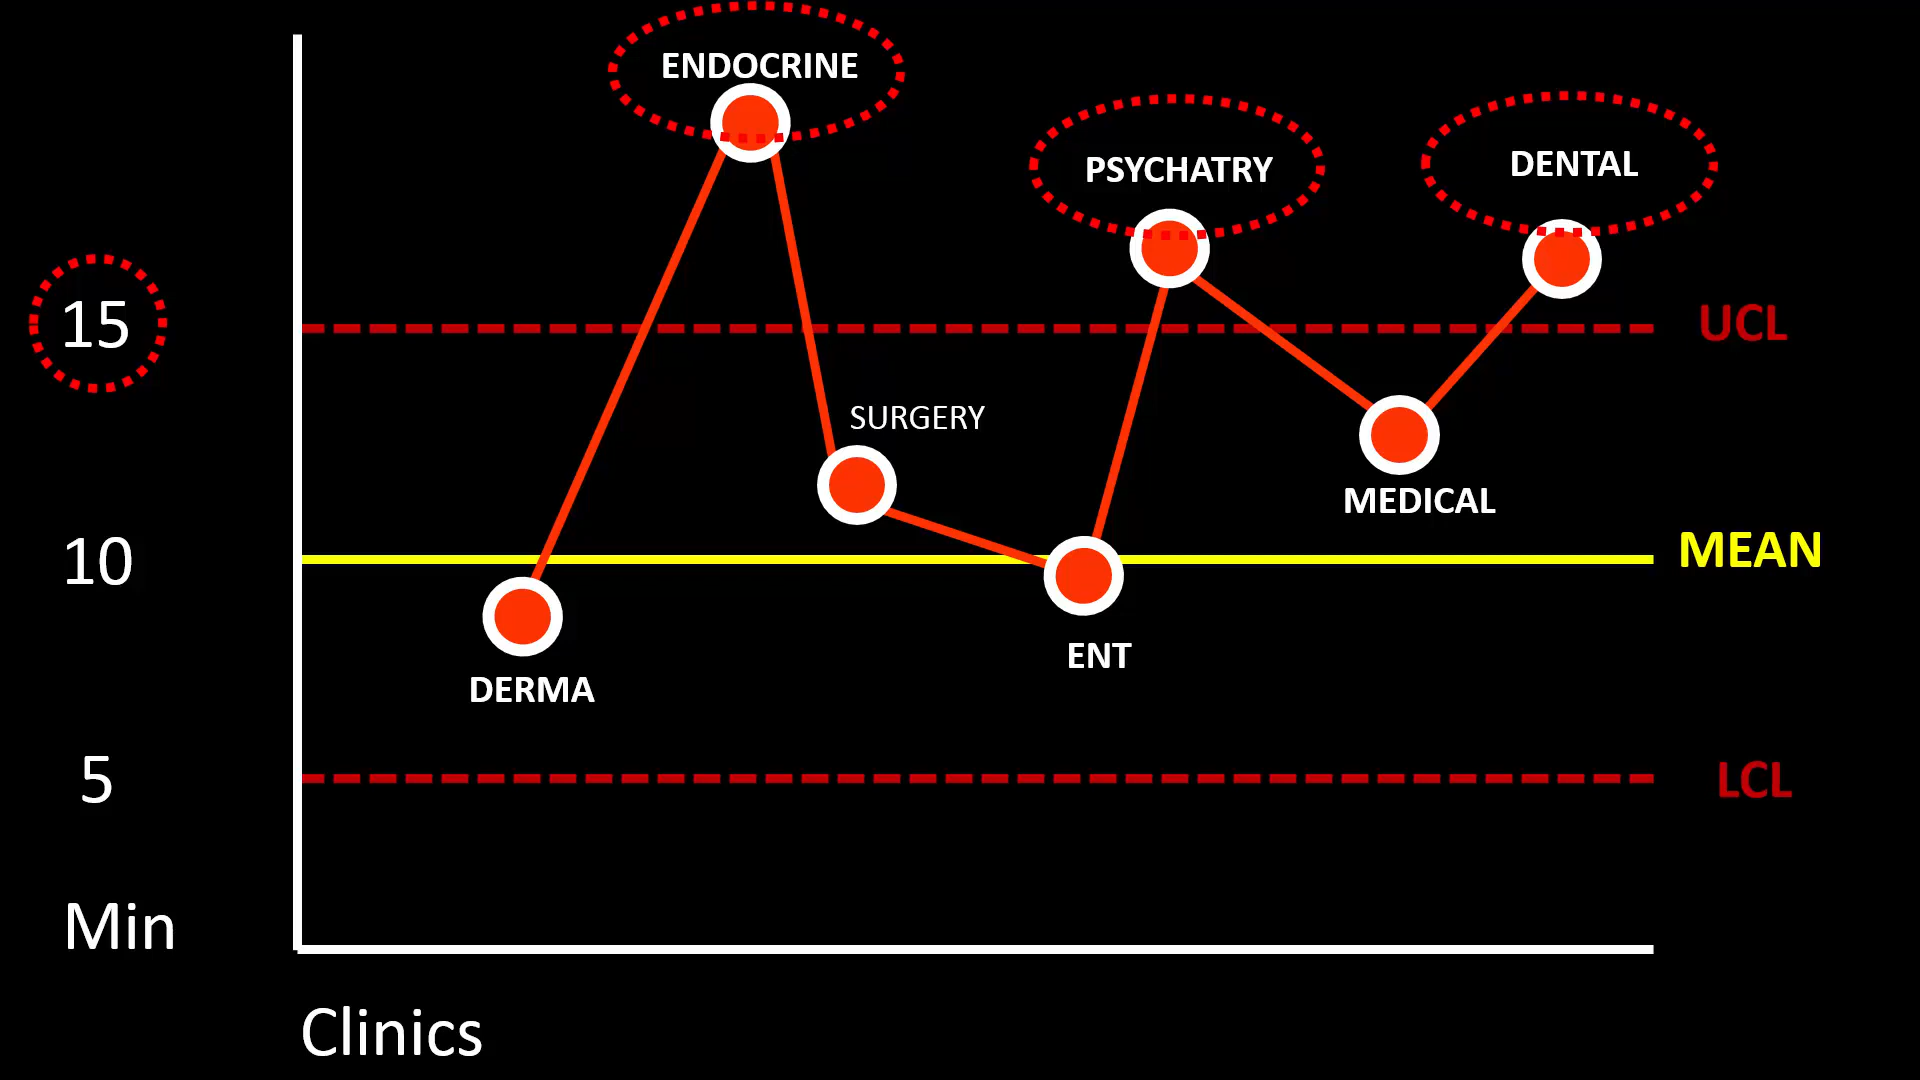 ENDOCRINE
PSYCHATRY
DENTAL
15
UCL
SURGERY
MEDICAL
10
MEAN
ENT
DERMA
5
LCL
Min
Clinics